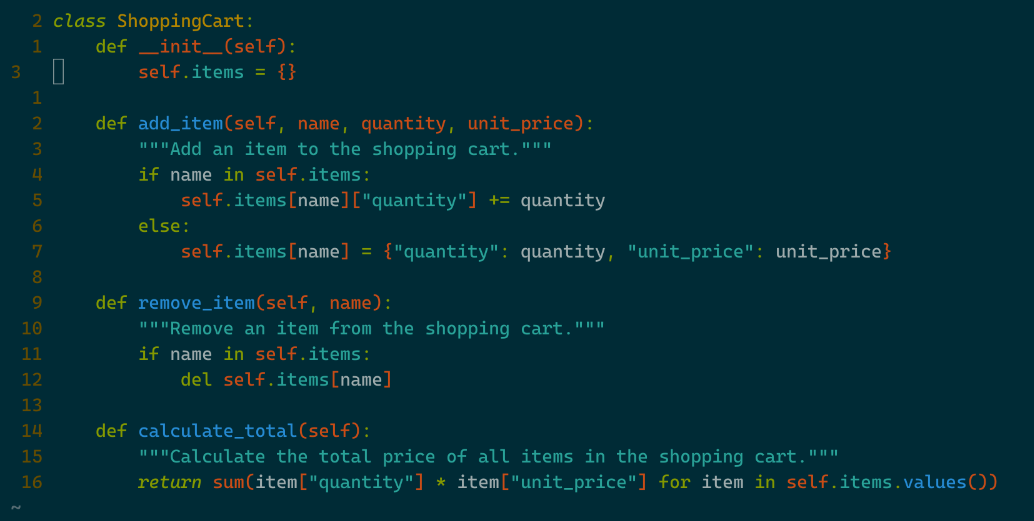 2 class ShoppingCart:
1     def __init__(self):
3         self.items = {}
1
2     def add_item(self, name, quantity, unit_price):
3         """Add an item to the shopping cart."""
4         if name in self.items:
5             self.items[name]["quantity"] += quantity
6         else:
7             self.items[name] = {"quantity": quantity, "unit_price": unit_price}
8
9     def remove_item(self, name):
10         """Remove an item from the shopping cart."""
11         if name in self.items:
12             del self.items[name]
13
14     def calculate_total(self):
15         """Calculate the total price of all items in the shopping cart."""
16         return sum(item["quantity"] * item["unit_price"] for item in self.items.values())
~